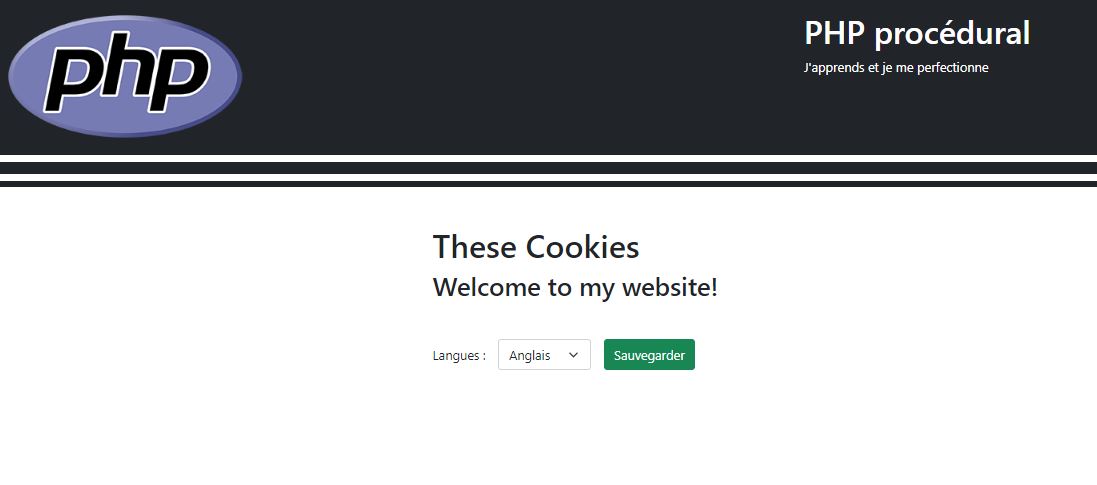 php
PHP procédural
J'apprends et je me perfectionne
These Cookies
Welcome to my website!
Langues : Anglais Sauvegarder